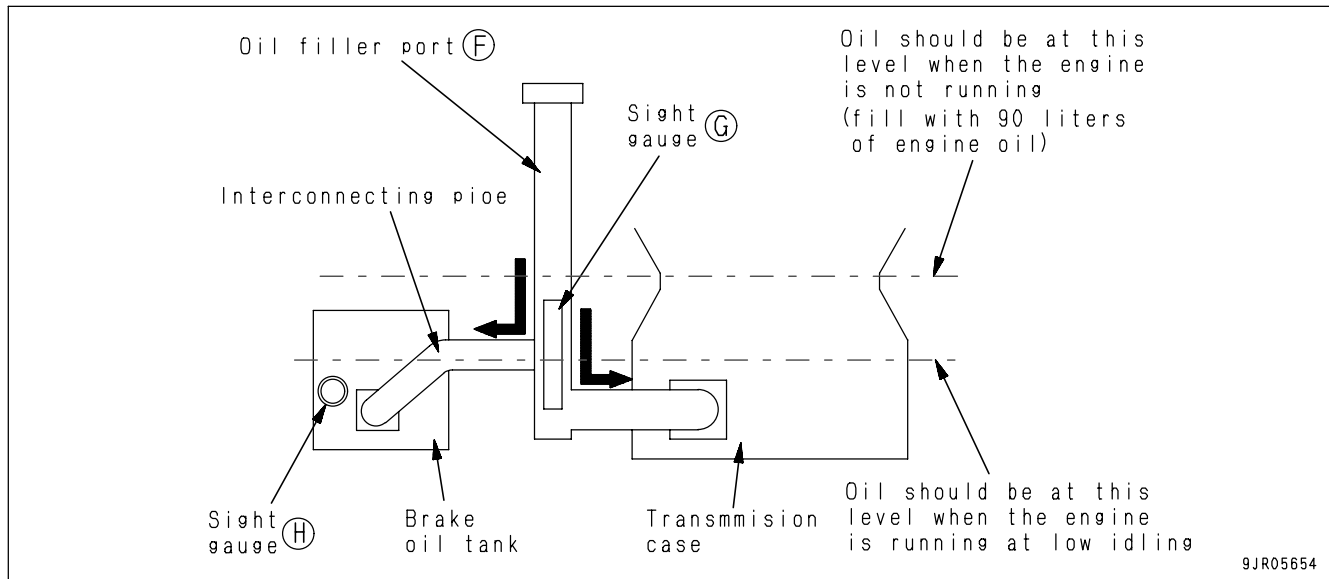 Oil filler port F
Sight
gauge G
Oil should be at this
level when the engine
is not running
(fill with 90 liters
of engine oil)
Interconnecting pioe
Sight
gauge H
Brake
oil tank
Transmmision
case
Oil should be at this
level when the engine
is running at low idling
9JR05654